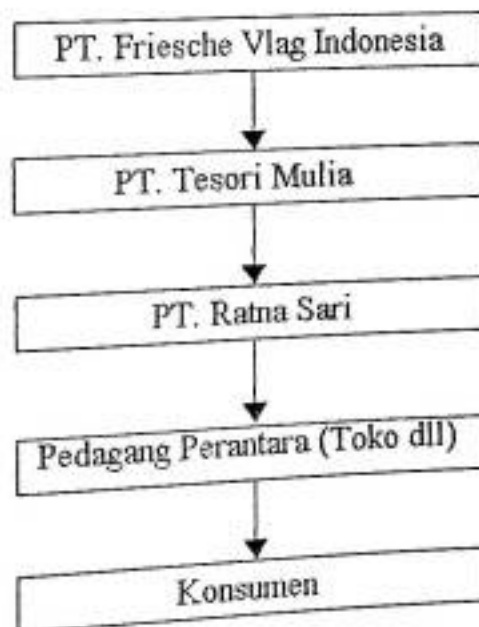 PT. Friesche Vlag Indonesia
PT. Tesori Mulia
PT. Ratna Sari
Pedagang Perantara (Toko dll)
Konsumen